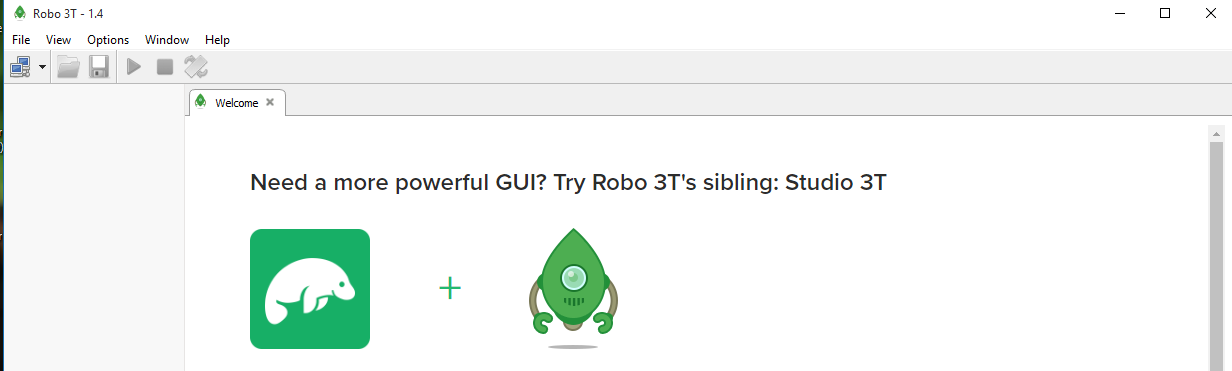 Robo 3T - 1.4
File View Options Window Help
Welcome
Need a more powerful GUI? Try Robo 3T's sibling: Studio 3T
+